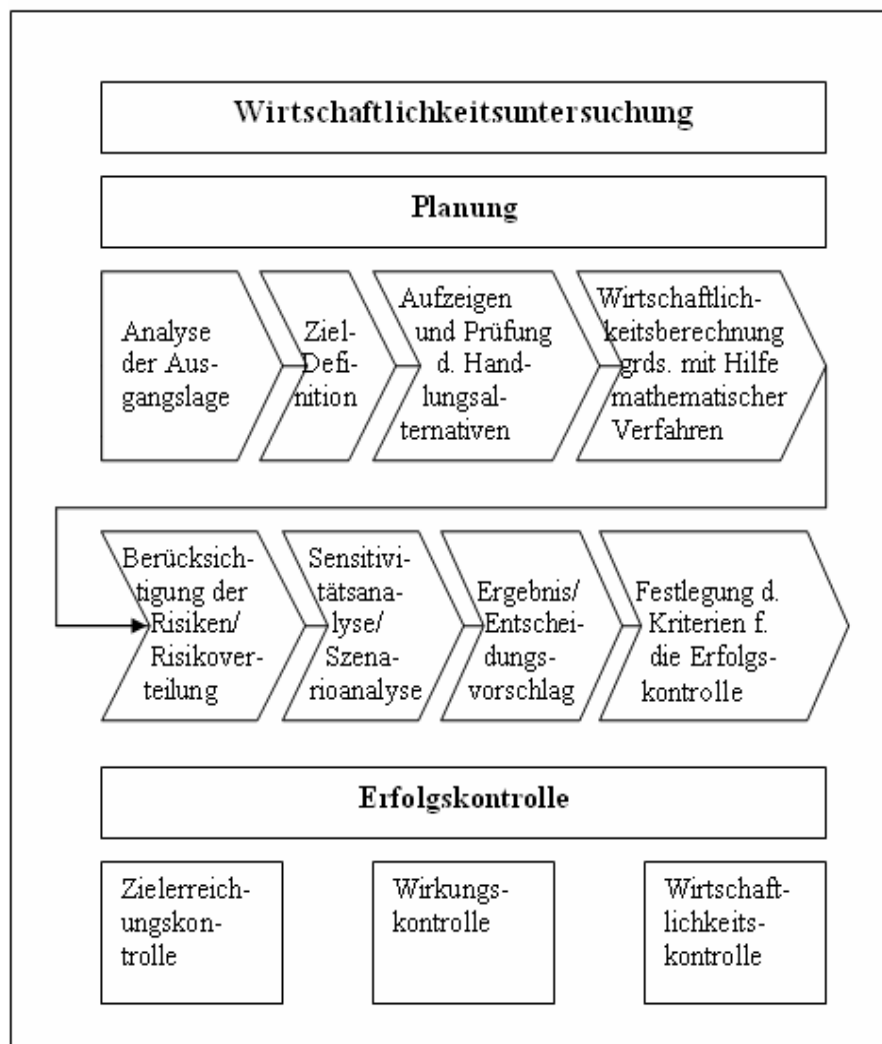 Wirtschaftlichkeitsuntersuchung
Planung
Analyse
der Aus-
gangslage
Ziel-
Defi-
nition
Aufzeigen
und Prüfung
d. Hand-
lungsal-
ternativen
Wirtschaftlich-
keitsberechnung
grds. mit Hilfe
mathematischer
Verfahren
Berücksich-
tigung der
Risiken/
Risikover-
teilung
Sensitivi-
tätsana-
lyse/
Szena-
rioanalyse
Ergebnis/
Entschei-
dungs-
vorschlag
Festlegung d.
Kriterien f.
die Erfolgs-
kontrolle
Erfolgskontrolle
Zielerreich-
ungskon-
trolle
Wirkungs-
kontrolle
Wirtschaft-
lichkeits-
kontrolle